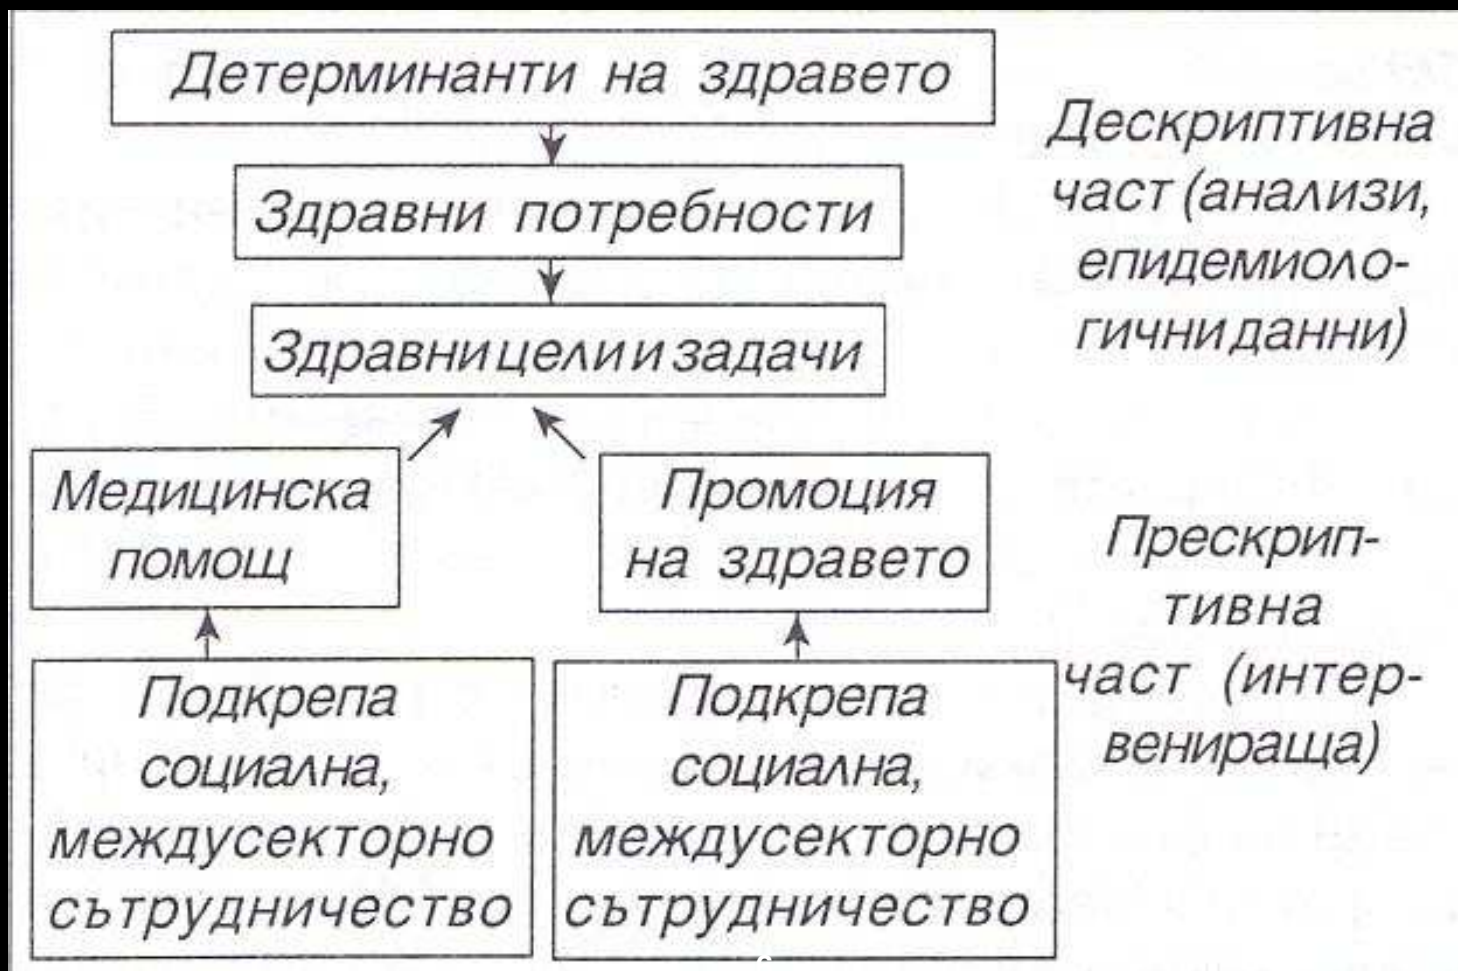 Детерминанти на здравето
Здравни потребности
Здравни цели и задачи
Дескриптивна
част (анализи,
епидемиоло-
гични данни)
Медицинска
помощ
Промоция
на здравето
Подкрепа
социална,
междусекторно
сътрудничество
Подкрепа
социална,
междусекторно
сътрудничество
Прескрип-
тивна
част (интер-
венираща)